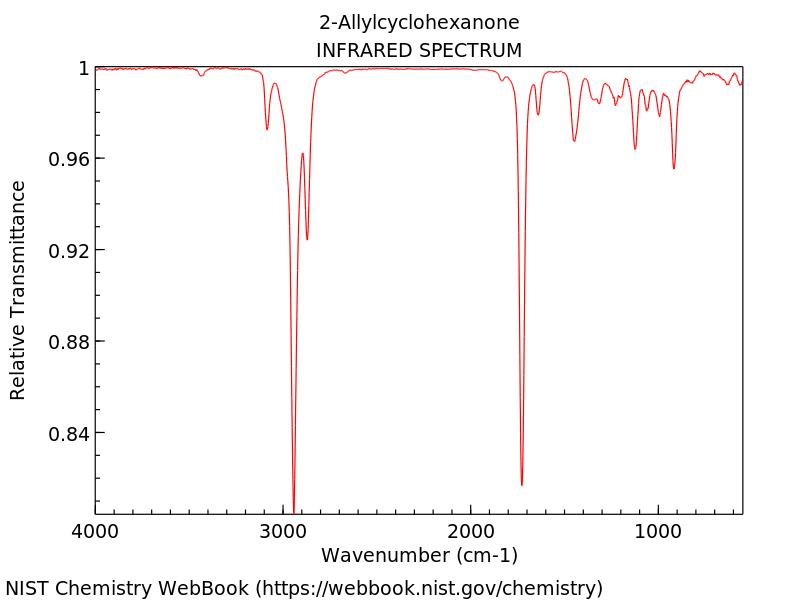 2-Allylcyclohexanone
INFRARED SPECTRUM
1
0.96
0.92
0.88
0.84
Relative Transmittance
4000
3000
2000
1000
Wavenumber (cm-1)
NIST Chemistry WebBook (https://webbook.nist.gov/chemistry)